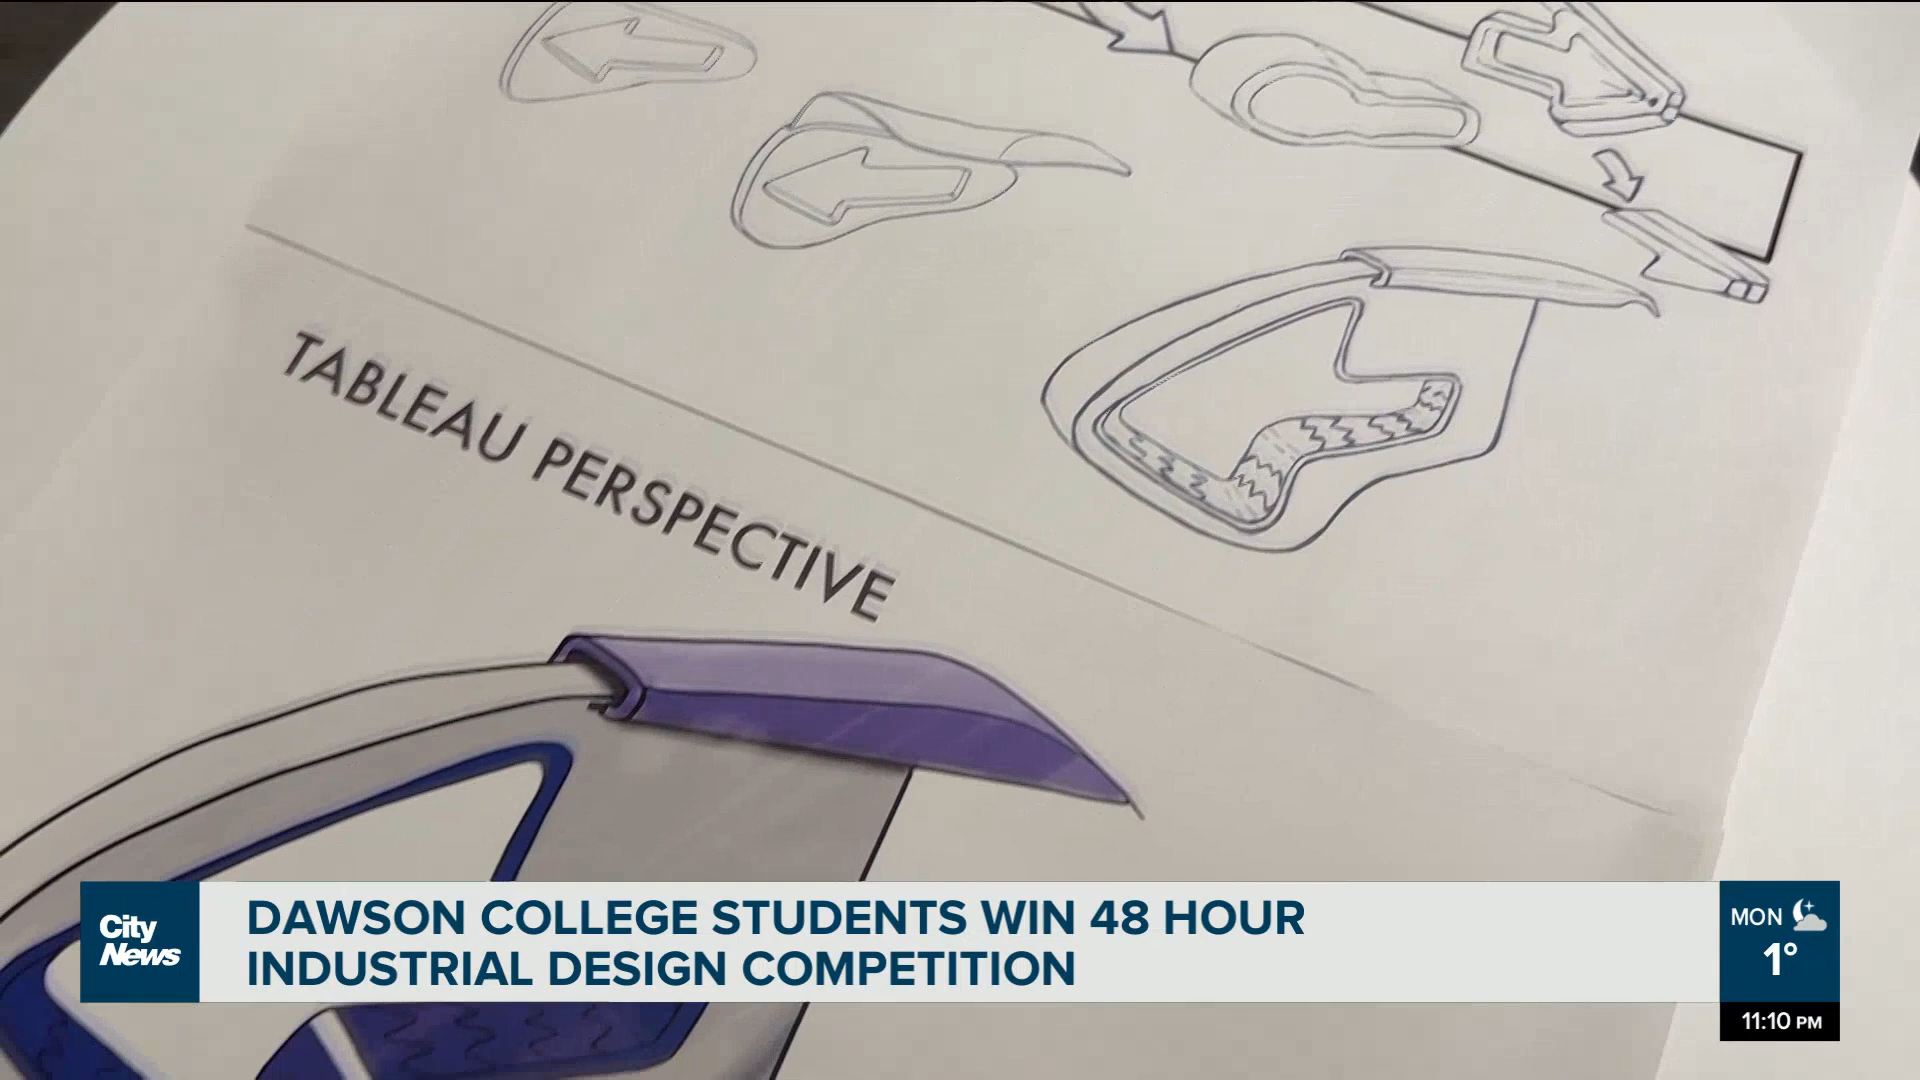 TABLEAU PERSPECTIVE
City
News
DAWSON COLLEGE STUDENTS WIN 48 HOUR
INDUSTRIAL DESIGN COMPETITION
MON
1°
11:10 PM